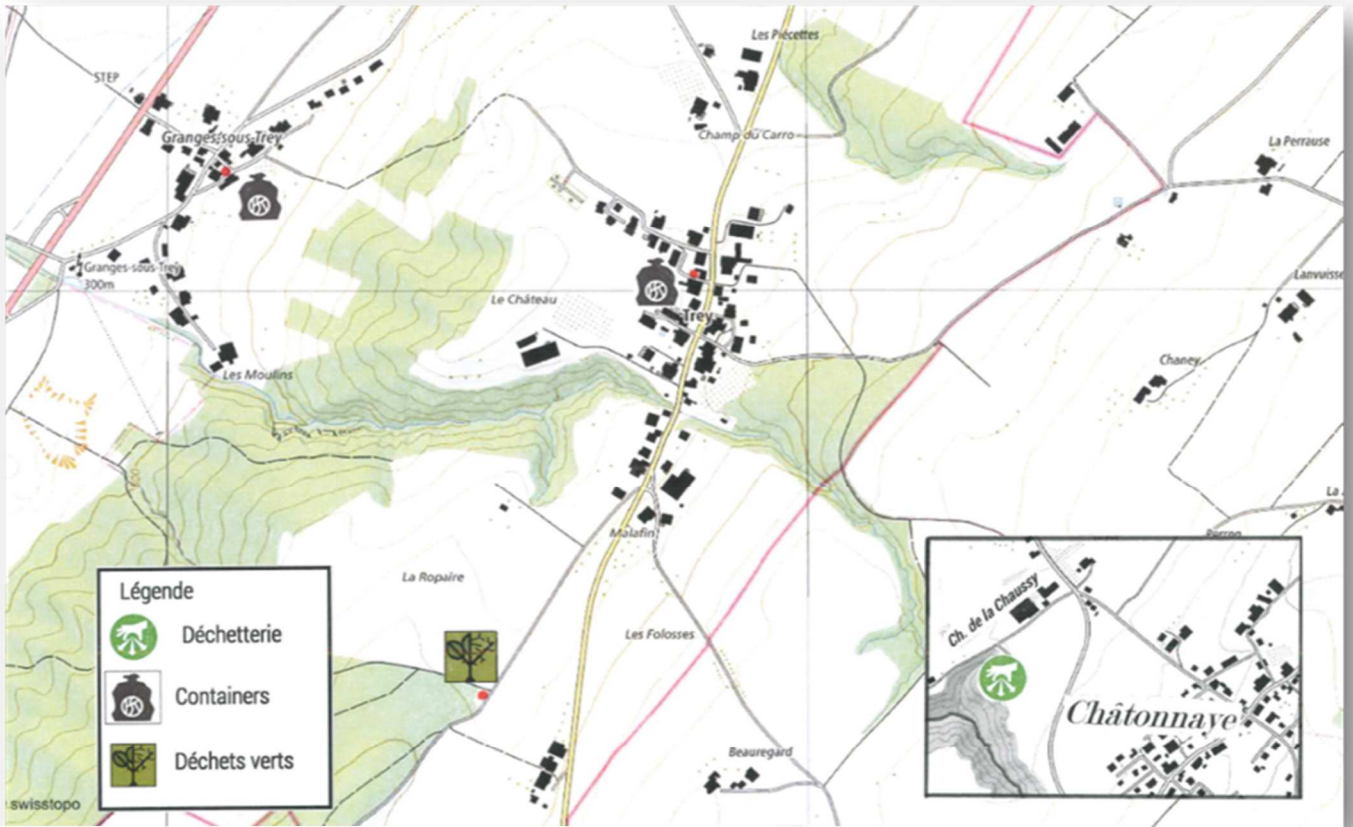 Les Piécettes
STEP
Granges-sous-Trey
Champ du Carro
La Perrause
Granges-sous-Trey
300m
Lanvuisse
Le Château
Trey
Chaney
Les Moulins
La
Malafin
Perron
La Ropaire
Les Folosses
Beauregard
Légende
Déchetterie
Containers
Déchets verts
swisstopo
Ch. de la Chaussy
Châtonnaye